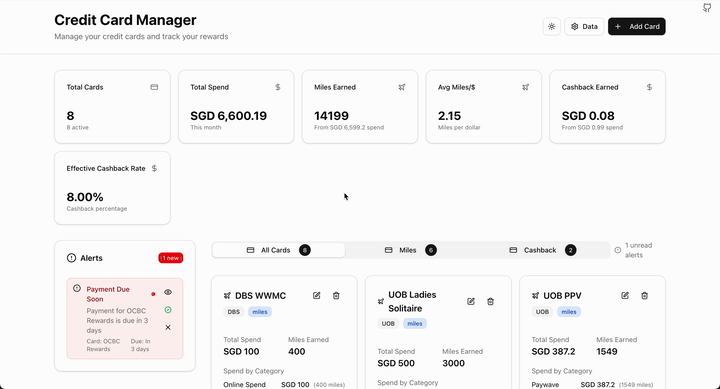 Credit Card Manager
Manage your credit cards and track your rewards
Data
+ Add Card
Total Cards
8
8 active
Total Spend $
SGD 6,600.19
This month
Miles Earned
14199
From SGD 6,599.2 spend
Avg Miles/$
2.15
Miles per dollar
Cashback Earned $
SGD 0.08
From SGD 0.99 spend
Effective Cashback Rate $
8.00%
Cashback percentage
Alerts
1 new
Payment Due
Soon
Payment for OCBC
Rewards is due in 3
days
Card: OCBC
Rewards
Due: In
3 days
All Cards 8
Miles 6
Cashback 2
1 unread
alerts
DBS WWMC
DBS miles
Total Spend
SGD 100
Miles Earned
400
Spend by Category
Online Spend SGD 100 (400 miles)
UOB Ladies
Solitaire
UOB miles
Total Spend
SGD 500
Miles Earned
3000
Spend by Category
UOB PPV
UOB miles
Total Spend
SGD 387.2
Miles Earned
1549
Spend by Category
Paywave SGD 387.2 (1549 miles)